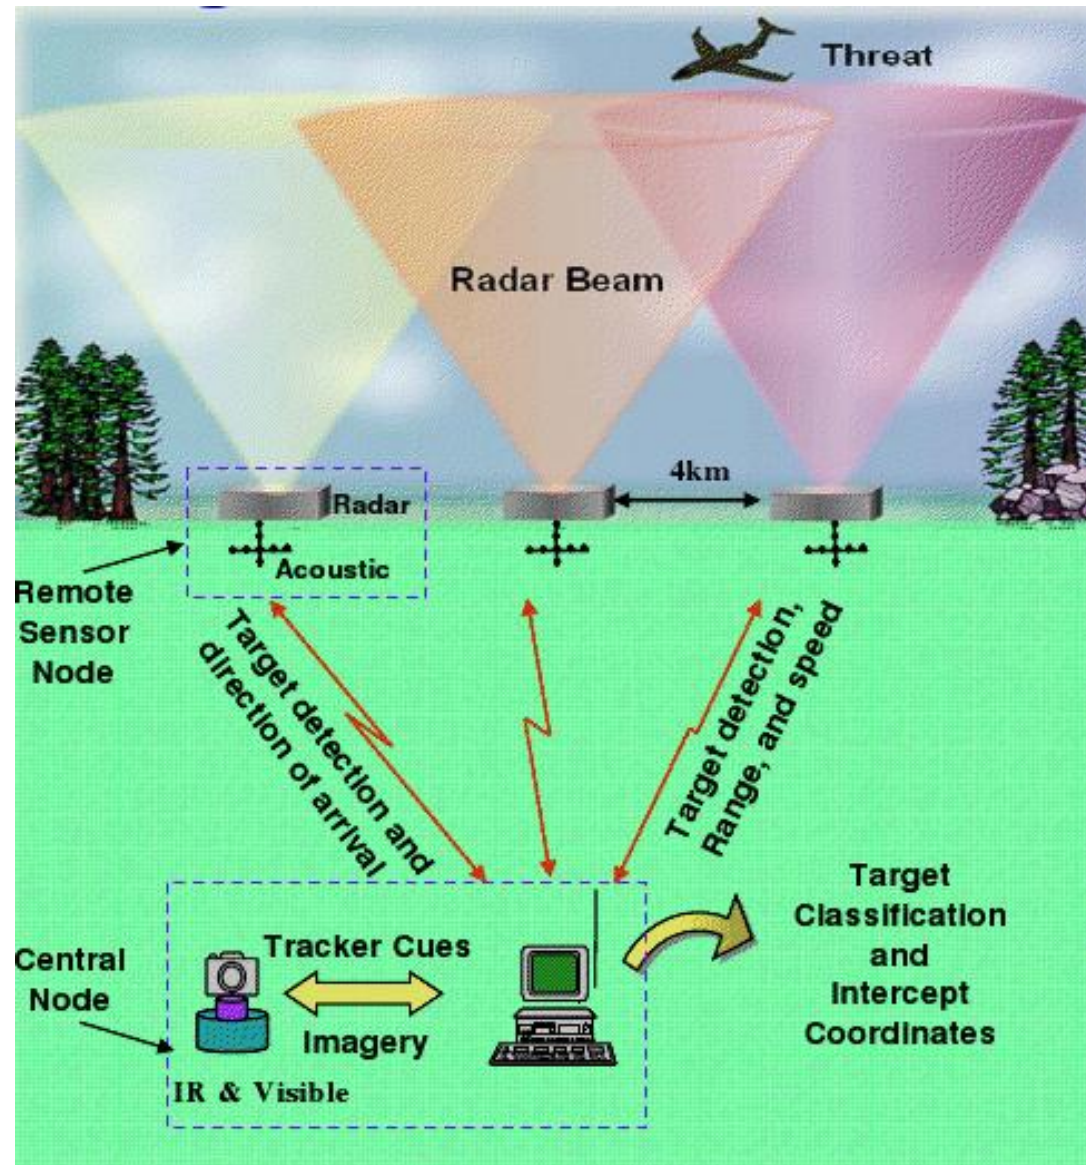 Threat
Radar Beam
4km
Radar
Acoustic
Remote
Sensor
Node
Target detection and
direction of arrival
Target detection,
Range, and speed
Central
Node
Tracker Cues
Imagery
IR & Visible
Target
Classification
and
Intercept
Coordinates